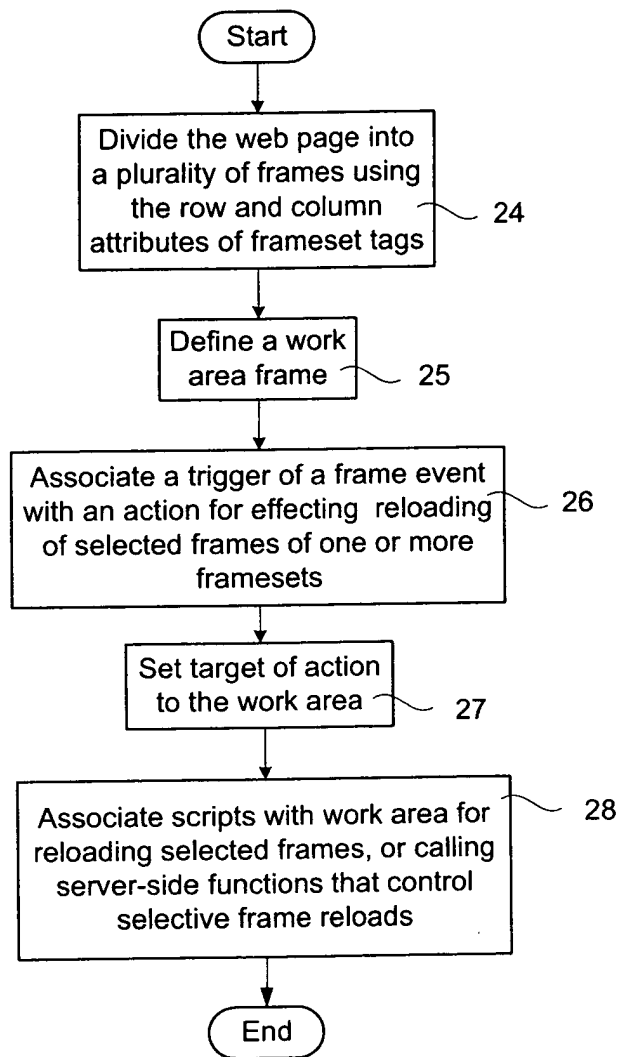 Start
Divide the web page into
a plurality of frames using
the row and column
attributes of frameset tags
24
Define a work
area frame
25
Associate a trigger of a frame event
with an action for effecting reloading
of selected frames of one or more
framesets
26
Set target of action
to the work area
27
Associate scripts with work area for
reloading selected frames, or calling
server-side functions that control
selective frame reloads
28
End